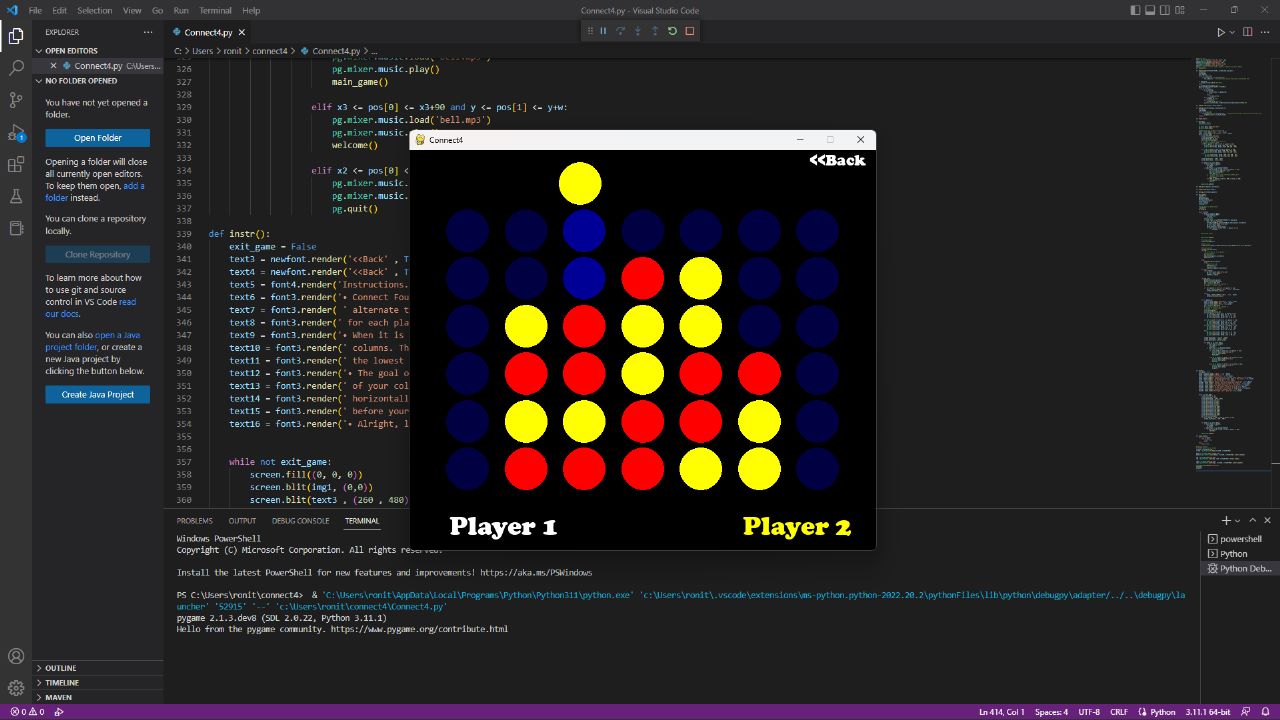 File Edit Selection View Go Run Terminal Help
Connect4.py - Visual Studio Code
EXPLORER
OPEN EDITORS
Connect4.py C:\Users...
NO FOLDER OPENED
You have not yet opened a
folder.
Open Folder
Opening a folder will close
all currently open editors.
To keep them open, add a
folder instead.
You can clone a repository
locally.
Clone Repository
To learn more about how
to use git and source
control in VS Code read
our docs.
You can also open a Java
project folder, or create a
new Java project by
clicking the button below.
Create Java Project
OUTLINE
TIMELINE
MAVEN
1
Connect4.py
C: > Users > ronit > connect4 > Connect4.py > ...
326 pg.mixer.music.play()
327 main_game()
328
329 elif x3 <= pos[0] <= x3+90 and y <= pos[1] <= y+w:
330 pg.mixer.music.load('bell.mp3')
331 pg.mixer.music.
332 welcome()
333
334 elif x2 <= pos[0] <
335 pg.mixer.music.
336 pg.mixer.music.
337 pg.quit()
338
339 def instr():
340 exit_game = False
341 text3 = newfont.render('<<Back' , T
342 text4 = newfont.render('<<Back' , T
343 text5 = font4.render('Instructions.
344 text6 = font3.render('• Connect Fou
345 text7 = font3.render(' alternate t
346 text8 = font3.render(' for each pla
347 text9 = font3.render('• When it is
348 text10 = font3.render(' columns. Th
349 text11 = font3.render(' the lowest
350 text12 = font3.render('• The goal o
351 text13 = font3.render(' of your col
352 text14 = font3.render(' horizontall
353 text15 = font3.render(' before your
354 text16 = font3.render('• Alright, l
355
356
357 while not exit_game :
358 screen.fill((0, 0, 0))
359 screen.blit(img1, (0,0))
360 screen.blit(text3 , (260 , 480)
Connect4
<<Back
Player 1
Player 2
PROBLEMS OUTPUT DEBUG CONSOLE TERMINAL
Windows PowerShell
Copyright (C) Microsoft Corporation. All rights reserved.
Install the latest PowerShell for new features and improvements! https://aka.ms/PSWindows
PS C:\Users\ronit\connect4> & 'C:\Users\ronit\AppData\Local\Programs\Python\Python311\python.exe' 'c:\Users\ronit\.vscode\extensions\ms-python.python-2022.20.2\pythonFiles\lib\python\debugpy\adapter/../..\debugpy\la
uncher' '52915' '--' 'c:\Users\ronit\connect4\Connect4.py'
pygame 2.1.3.dev8 (SDL 2.0.22, Python 3.11.1)
Hello from the pygame community. https://www.pygame.org/contribute.html
powershell
Python
Python Deb...
0 0
Ln 414, Col 1 Spaces: 4 UTF-8 CRLF Python 3.11.1 64-bit